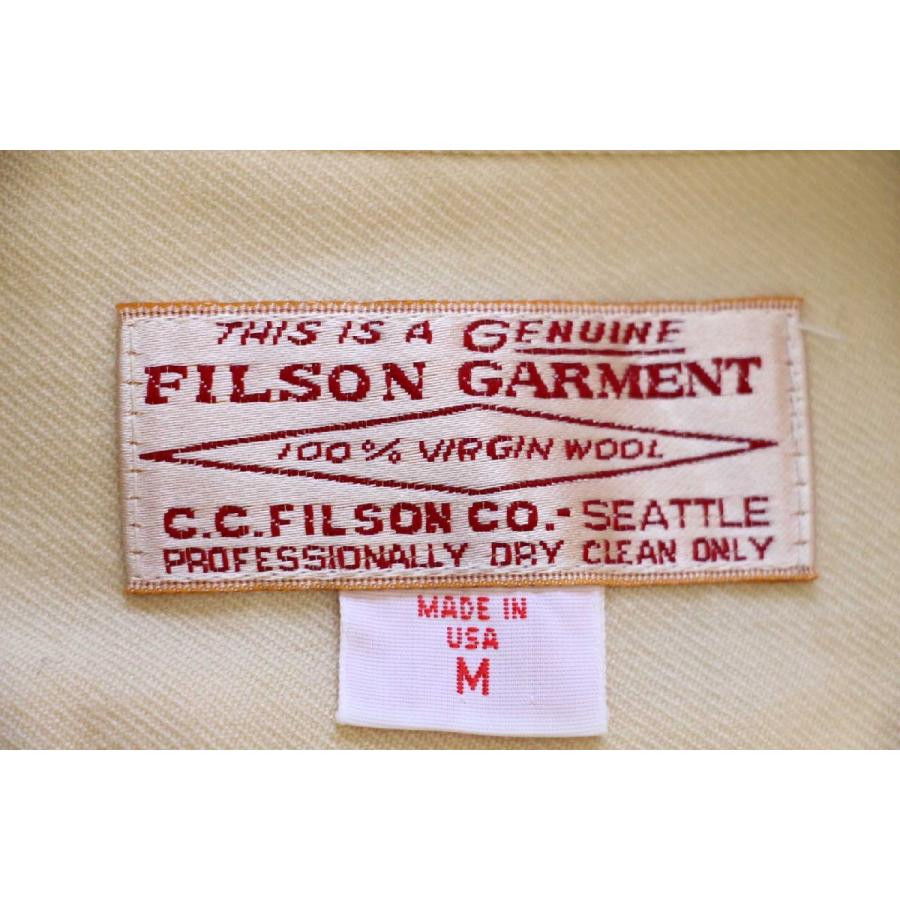 THIS IS A GENUINE
FILSON GARMENT
100% VIRGIN WOOL
C.C. FILSON CO.- SEATTLE
PROFESSIONALLY DRY CLEAN ONLY
MADE IN
USA
M